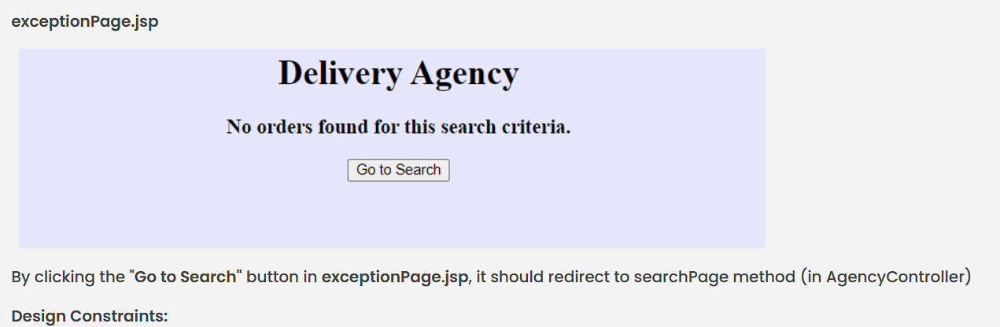 exceptionPage.jsp
Delivery Agency
No orders found for this search criteria.
Go to Search
By clicking the "Go to Search" button in exceptionPage.jsp, it should redirect to searchPage method (in AgencyController)
Design Constraints: